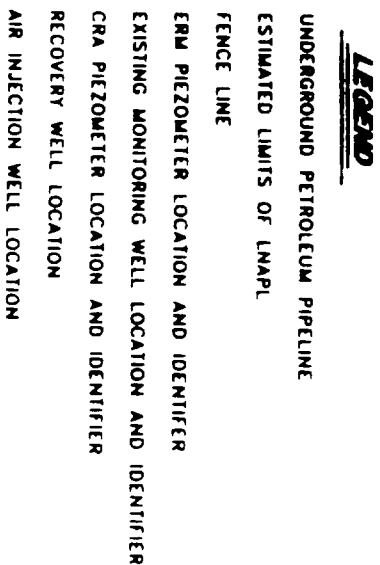 LEGEND
UNDERGROUND PETROLEUM PIPELINE
ESTIMATED LIMITS OF LNAPL
FENCE LINE
ERM PIEZOMETER LOCATION AND IDENTIFER
EXISTING MONITORING WELL LOCATION AND IDENTIFIER
CRA PIEZOMETER LOCATION AND IDENTIFIER
RECOVERY WELL LOCATION
AIR INJECTION WELL LOCATION